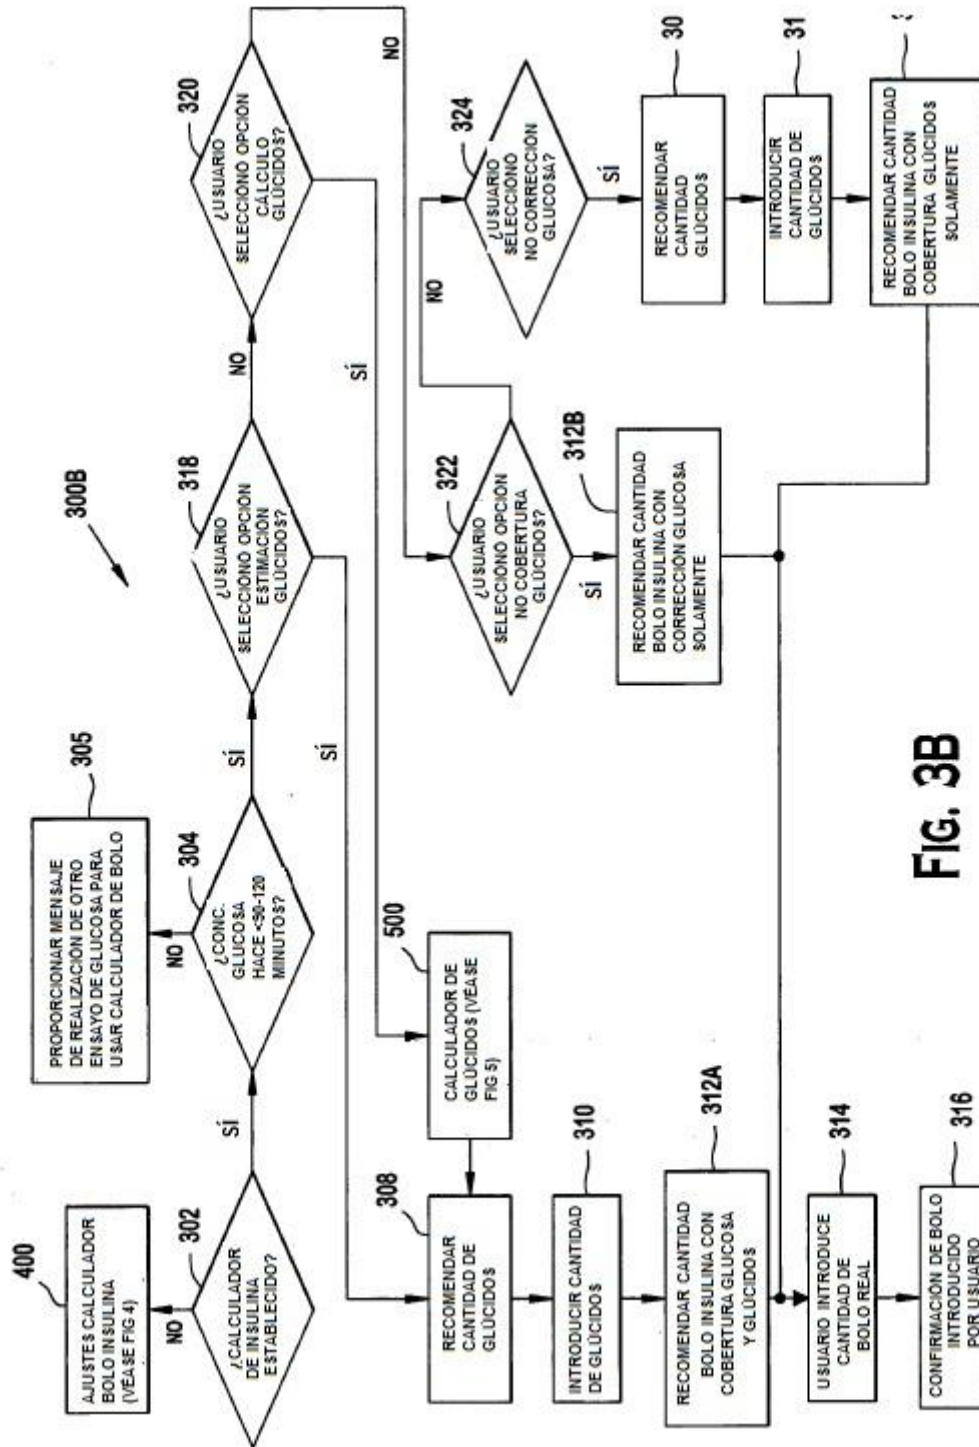 300B
400
AJUSTES CALCULADOR
BOLO INSULINA
(VÉASE FIG 4)
NO
302
¿CALCULADOR
DE INSULINA
ESTABLECIDO?
SÍ
305
PROPORCIONAR MENSAJE
DE REALIZACIÓN DE OTRO
ENSAYO DE GLUCOSA PARA
USAR CALCULADOR DE BOLO
NO
304
¿CONC.
GLUCOSA
HACE <90-120
MINUTOS?
SÍ
318
¿USUARIO
SELECCIÓNO OPCIÓN
ESTIMACIÓN
GLÚCIDOS?
NO
SÍ
320
¿USUARIO
SELECCIÓNO OPCIÓN
CÁLCULO
GLÚCIDOS?
SÍ
NO
500
CALCULADOR DE
GLÚCIDOS (VÉASE
FIG 5)
308
RECOMENDAR
CANTIDAD DE
GLÚCIDOS
310
INTRODUCIR CANTIDAD
DE GLÚCIDOS
312A
RECOMENDAR CANTIDAD
BOLO INSULINA CON
COBERTURA GLUCOSA
Y GLÚCIDOS
314
USUARIO INTRODUCE
CANTIDAD DE
BOLO REAL
316
CONFIRMACIÓN DE BOLO
INTRODUCIDO
POR USUARIO
322
¿USUARIO
SELECCIÓNO OPCIÓN
NO COBERTURA
GLÚCIDOS?
NO
SÍ
312B
RECOMENDAR CANTIDAD
BOLO INSULINA CON
CORRECCIÓN GLUCOSA
SOLAMENTE
324
¿USUARIO
SELECCIÓNO
NO CORRECCIÓN
GLUCOSA?
SÍ
30
RECOMENDAR
CANTIDAD
GLÚCIDOS
31
INTRODUCIR
CANTIDAD DE
GLÚCIDOS
RECOMENDAR CANTIDAD
BOLO INSULINA CON
COBERTURA GLÚCIDOS
SOLAMENTE
FIG. 3B